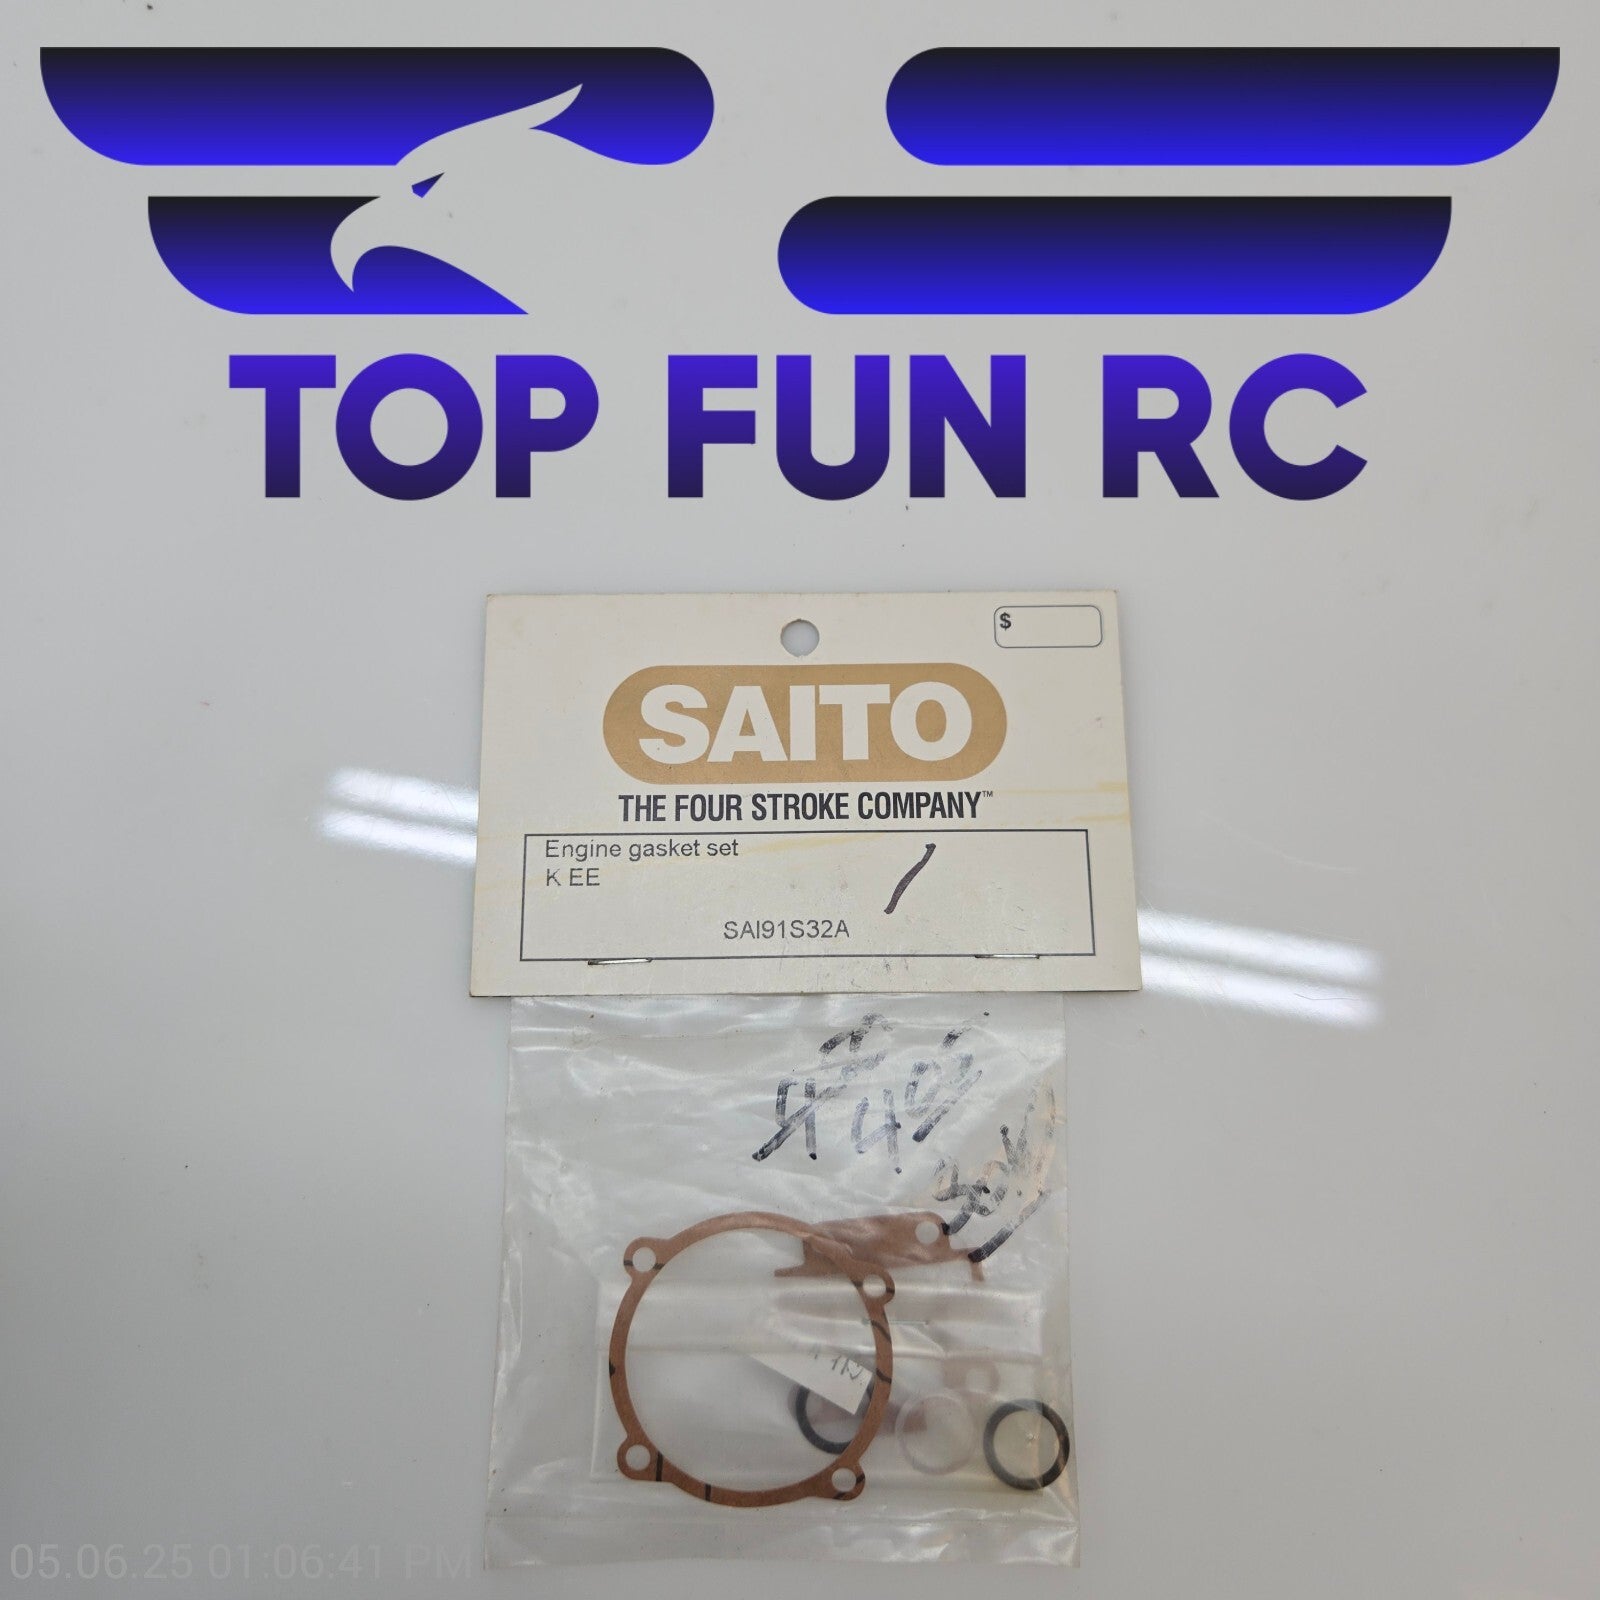 TOP FUN RC
$
SAITO
THE FOUR STROKE COMPANY™
Engine gasket set
K EE
SAI91S32A
05.06.25 01:06:41 PM